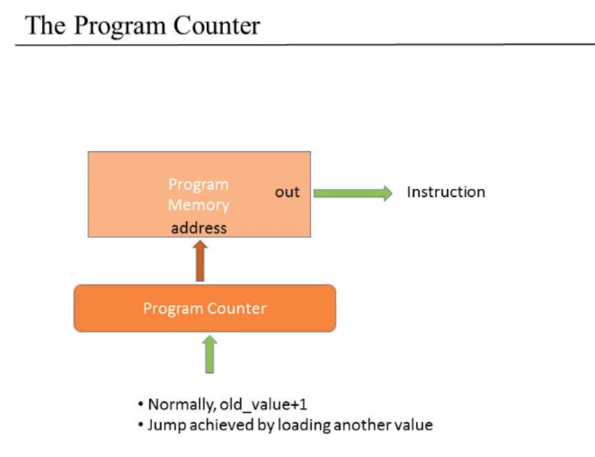 The Program Counter
Program
Memory
out
address
Instruction
Program Counter
• Normally, old_value+1
• Jump achieved by loading another value